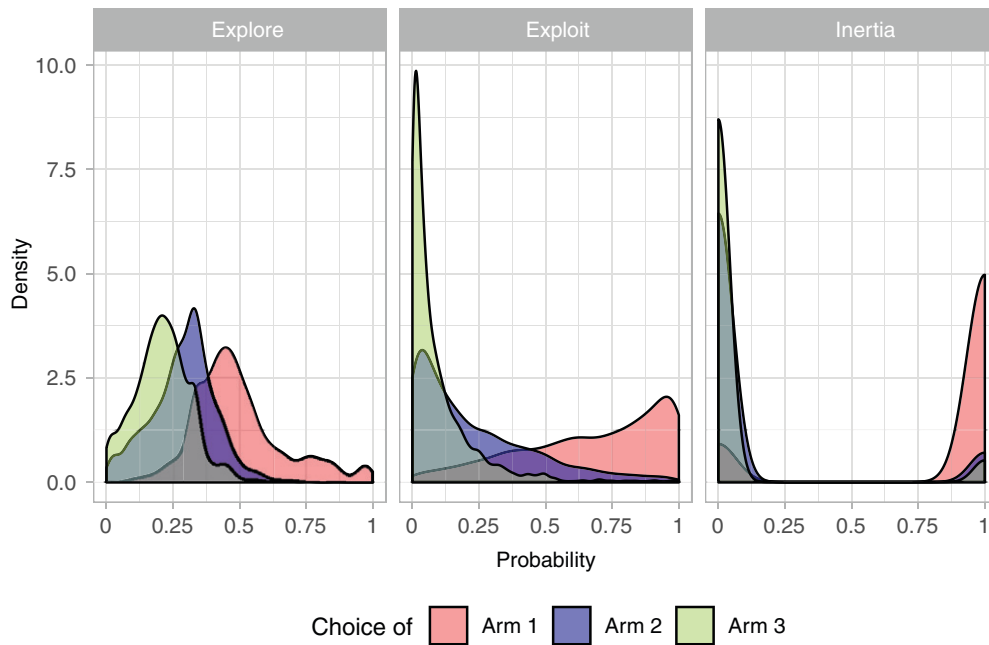 Explore Exploit Inertia
10.0
7.5
5.0
2.5
0.0
Density
0 0.25 0.5 0.75 1 0 0.25 0.5 0.75 1 0 0.25 0.5 0.75 1
Probability
Choice of Arm 1 Arm 2 Arm 3